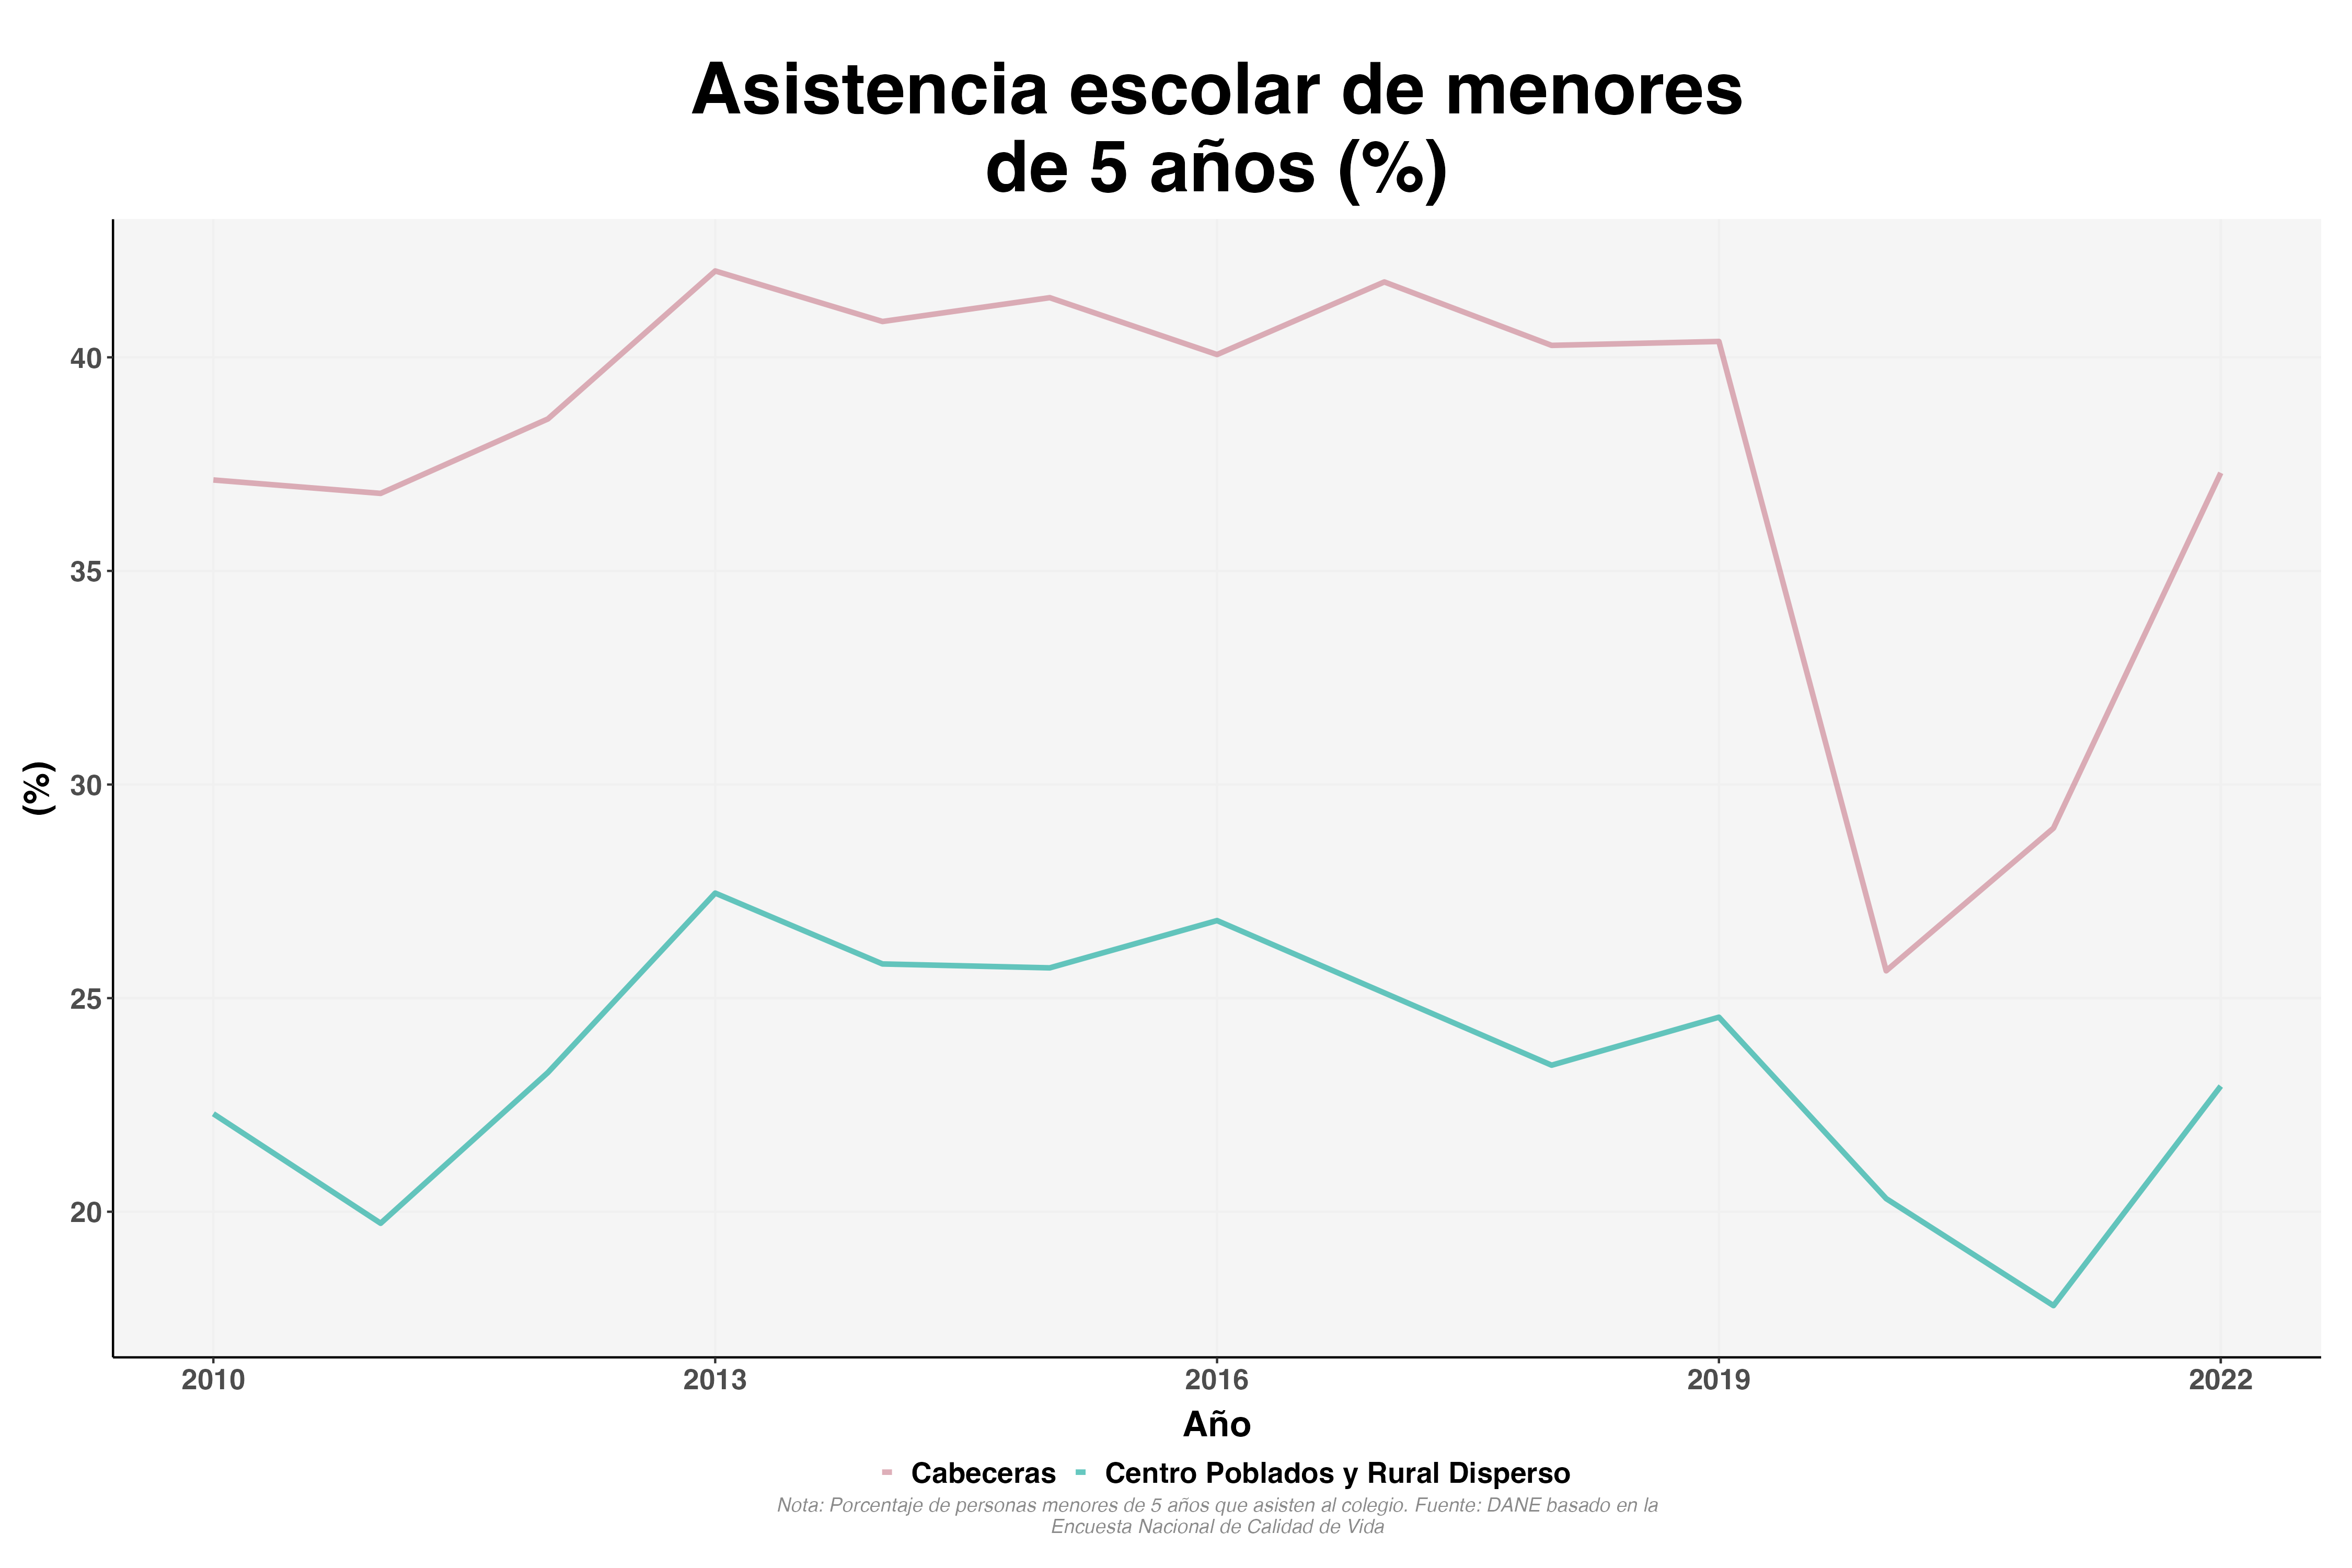 Asistencia escolar de menores
de 5 años (%)
(%)
40
35
30
25
20
2010 2013 2016 2019 2022
Año
Cabeceras Centro Poblados y Rural Disperso
Nota: Porcentaje de personas menores de 5 años que asisten al colegio. Fuente: DANE basado en la
Encuesta Nacional de Calidad de Vida